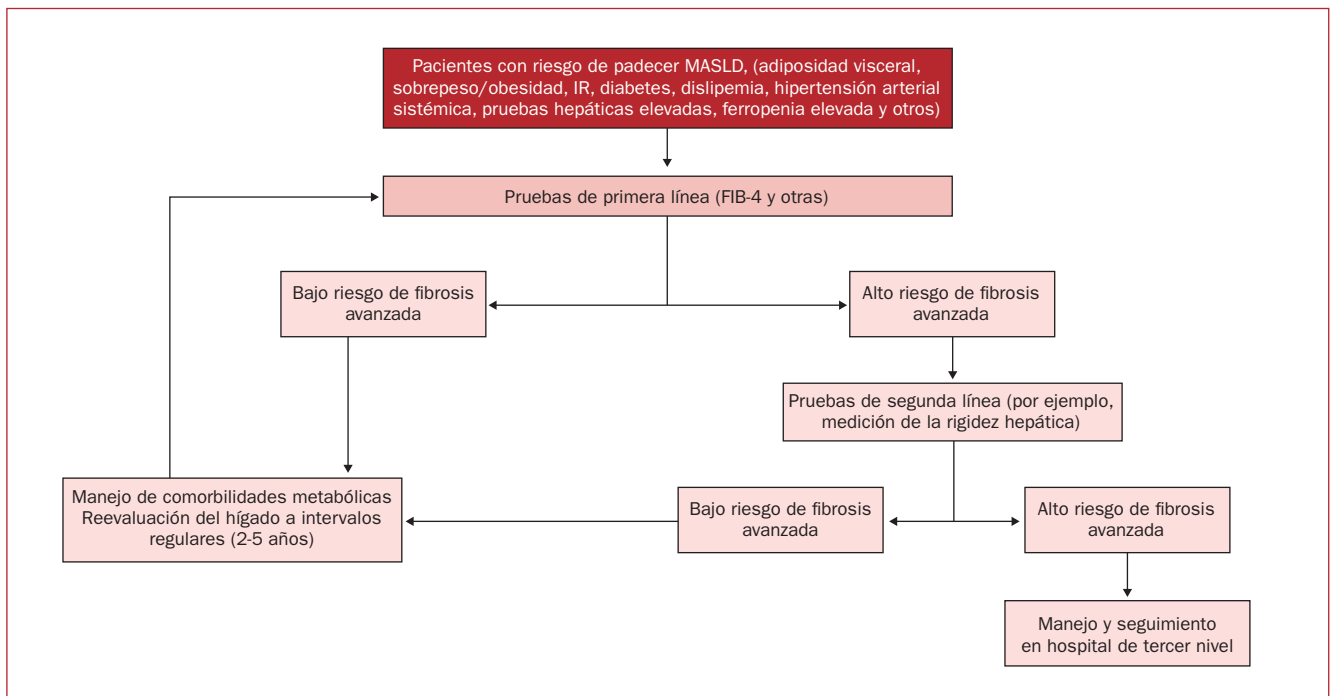 Pacientes con riesgo de padecer MASLD, (adiposidad visceral,
sobrepeso/obesidad, IR, diabetes, dislipemia, hipertensión arterial
sistémica, pruebas hepáticas elevadas, ferropenia elevada y otros)
Pruebas de primera línea (FIB-4 y otras)
Bajo riesgo de fibrosis
avanzada
Alto riesgo de fibrosis
avanzada
Pruebas de segunda línea (por ejemplo,
medición de la rigidez hepática)
Manejo de comorbilidades metabólicas
Reevaluación del hígado a intervalos
regulares (2-5 años)
Bajo riesgo de fibrosis
avanzada
Alto riesgo de fibrosis
avanzada
Manejo y seguimiento
en hospital de tercer nivel